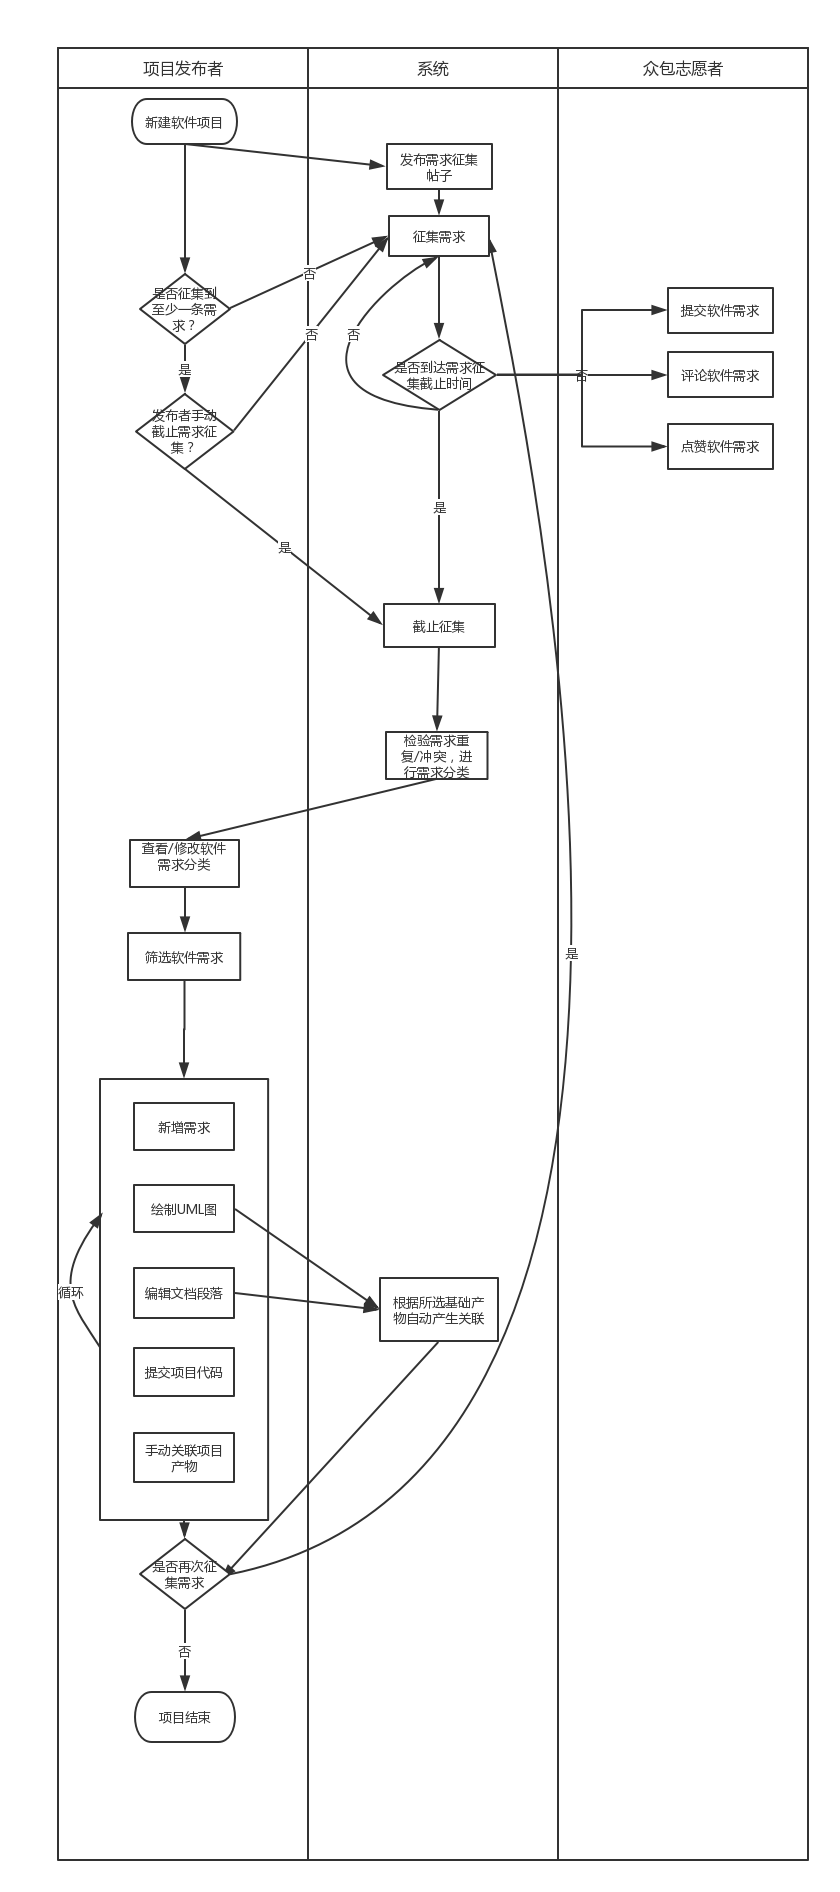 项目发布者
系统
众包志愿者
新建软件项目
发布需求征集
帖子
征集需求
是否征集到
至少一条需
求？
否
是
发布者手动
截止需求征
集？
否
否
是否到达需求征
集截止时间
否
提交软件需求
评论软件需求
点赞软件需求
是
是
截止征集
检验需求重
复/冲突，进
行需求分类
查看/修改软件
需求分类
筛选软件需求
是
新增需求
绘制UML图
循环
编辑文档段落
根据所选基础产
物自动产生关联
提交项目代码
手动关联项目
产物
是否再次征
集需求
否
项目结束